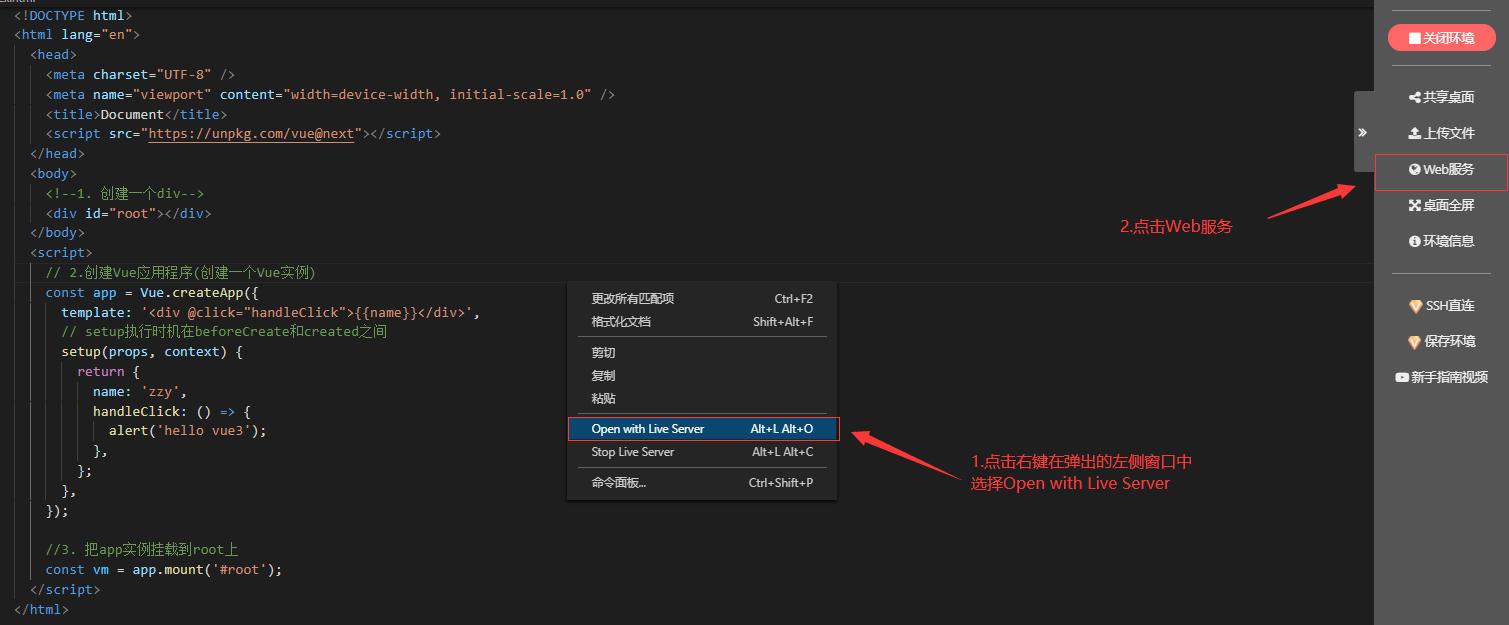 <!DOCTYPE html>
<html lang="en">
<head>
<meta charset="UTF-8" />
<meta name="viewport" content="width=device-width, initial-scale=1.0" />
<title>Document</title>
<script src="https://unpkg.com/vue@next"></script>
</head>
<body>
<!--1. 创建一个div-->
<div id="root"></div>
</body>
<script>
// 2.创建Vue应用程序(创建一个Vue实例)
const app = Vue.createApp({
template: '<div @click="handleClick">{{name}}</div>',
// setup执行时机在beforeCreate和created之间
setup(props, context) {
return {
name: 'zzy',
handleClick: () => {
alert('hello vue3');
},
};
},
});
//3. 把app实例挂载到root上
const vm = app.mount('#root');
</script>
</html>
更改所有匹配项 Ctrl+F2
格式化文档 Shift+Alt+F
剪切
复制
粘贴
Open with Live Server Alt+L Alt+O
Stop Live Server Alt+L Alt+C
命令面板... Ctrl+Shift+P
1.点击右键在弹出的左侧窗口中
选择Open with Live Server
2.点击Web服务
关闭环境
共享桌面
上传文件
Web服务
桌面全屏
环境信息
SSH直连
保存环境
新手指南视频